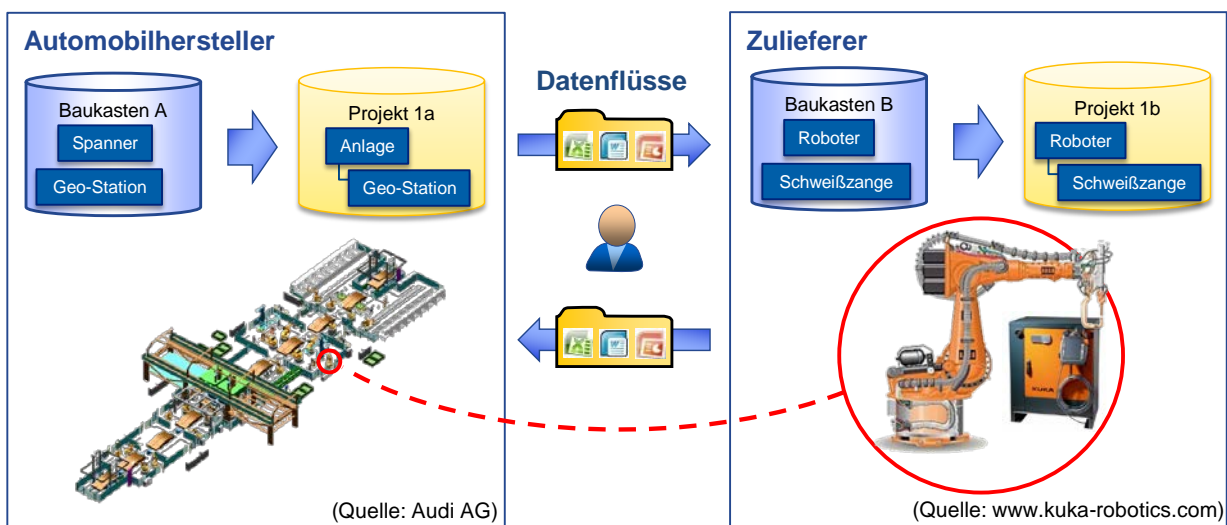 Automobilhersteller
Baukasten A
Spanner
Geo-Station
Projekt 1a
Anlage
Geo-Station
(Quelle: Audi AG)
Datenflüsse
Zulieferer
Baukasten B
Roboter
Schweißzange
Projekt 1b
Roboter
Schweißzange
KUKA
(Quelle: www.kuka-robotics.com)